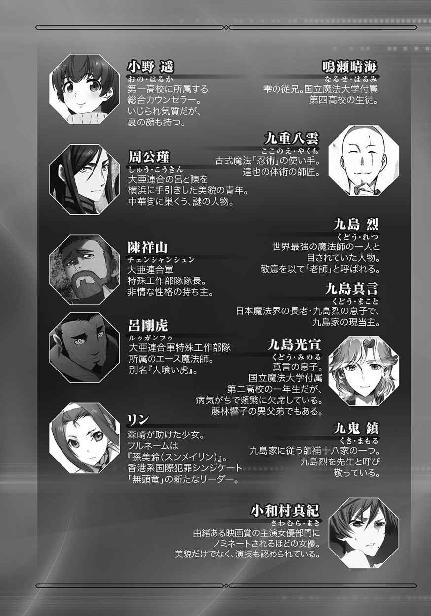 小野 遥
おの・はるか
第一高校に所属する
総合カウンセラー。
いじられ気質だが、
裏の顔も持つ。
周公瑾
しゅう・こうきん
大亜連合の呂と陳を
横浜に手引きした美貌の青年。
中華街に巣くう、謎の人物。
陳祥山
チェンシャンシェン
大亜連合軍
特殊工作部隊隊長。
非情な性格の持ち主。
呂剛虎
ルゥガンフゥ
大亜連合軍特殊工作部隊
所属のエース魔法師。
別名『人喰い虎』。
リン
森崎が助けた少女。
フルネームは
『孫美鈴(スンメイリン)』。
香港系国際犯罪シンジケート
「無頭竜」の新たなリーダー。
鳴瀬晴海
なるせ・はるみ
雫の従兄。国立魔法大学付属
第四高校の生徒。
九重八雲
ここのえ・やくも
古式魔法「忍術」の使い手。
達也の体術の師匠。
九島 烈
くどう・れつ
世界最強の魔法師の一人と
目されていた人物。
敬意を以て「老師」と呼ばれる。
九島真言
くどう・まこと
日本魔法界の長老・九島烈の息子で、
九島家の現当主。
九島光宣
くどう・みのる
真言の息子。
国立魔法大学付属
第二高校の一年生だが、
病気がちで頻繁に欠席している。
藤林響子の異父弟でもある。
九鬼 鎮
くき・まもる
九島家に従う師補十八家の一つ。
九島烈を先生と呼び
敬っている。
小和村真紀
さわむら・まき
由緒ある映画賞の主演女優部門に
ノミネートされるほどの女優。
美貌だけでなく、演技も認められている。